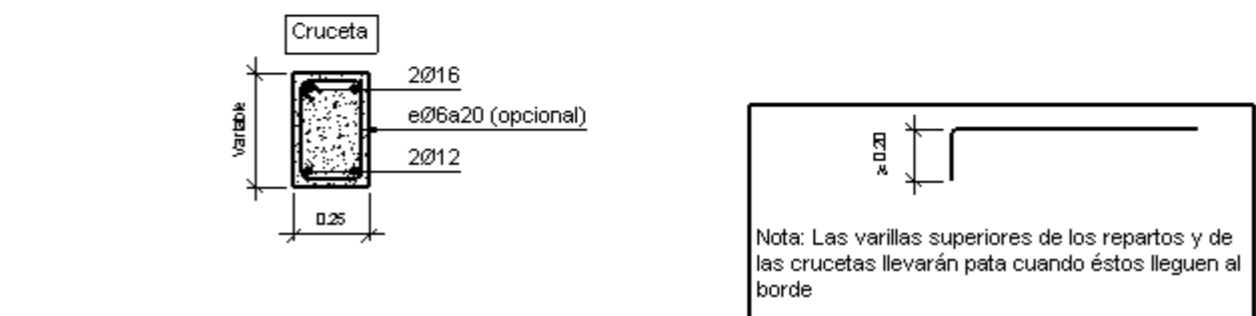 Cruceta
2Ø16
eØ6a20 (opcional)
2Ø12
Variable
0.25
≥ 0.20
Nota: Las varillas superiores de los repartos y de
las crucetas llevarán pata cuando éstos lleguen al
borde